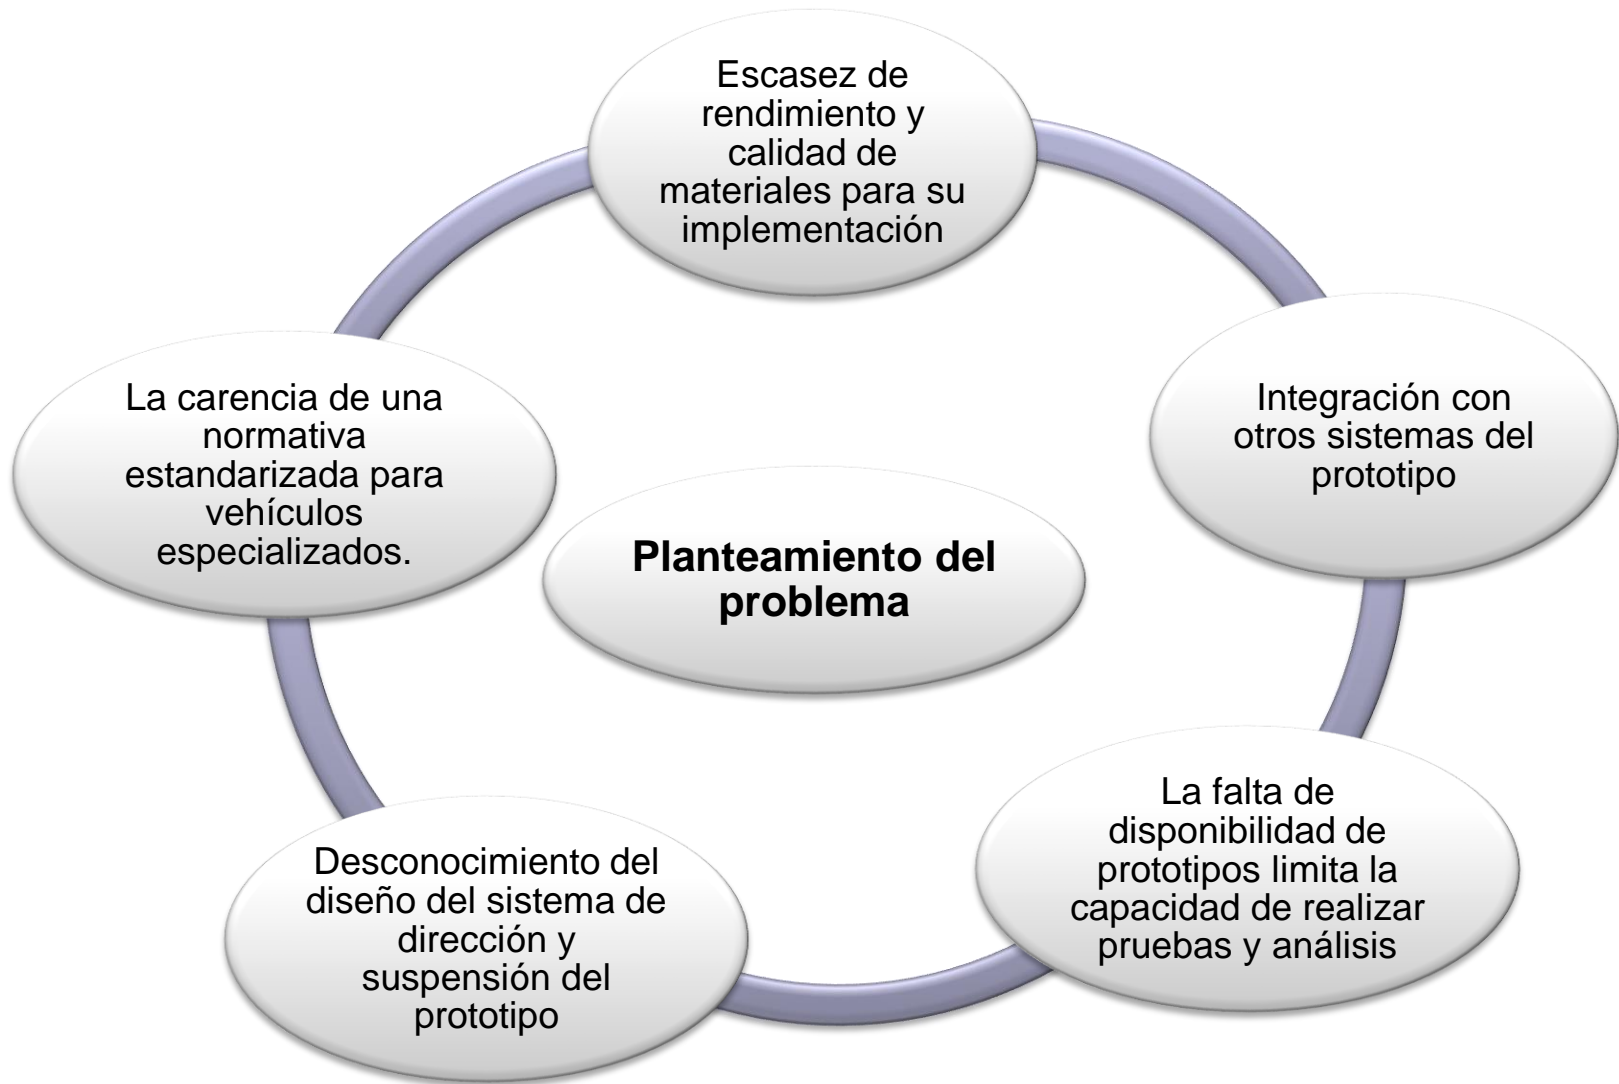 Escasez de
rendimiento y
calidad de
materiales para su
implementación
Integración con
otros sistemas del
prototipo
La falta de
disponibilidad de
prototipos limita la
capacidad de realizar
pruebas y análisis
Desconocimiento del
diseño del sistema de
dirección y
suspensión del
prototipo
La carencia de una
normativa
estandarizada para
vehículos
especializados.
Planteamiento del
problema